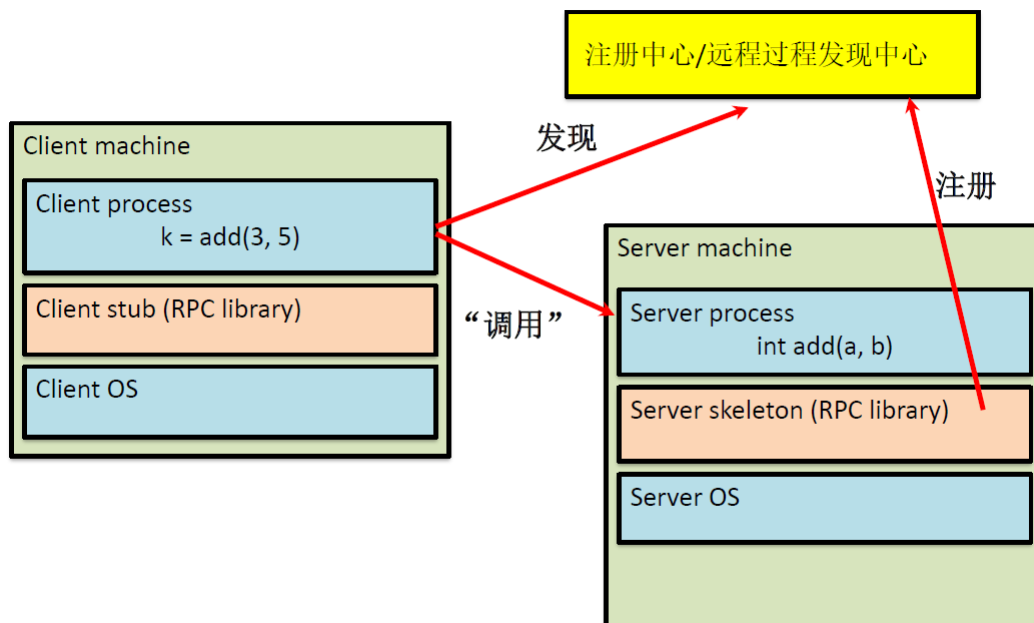 注册中心/远程过程发现中心
发现
注册
“调用”
Client machine
Client process
k = add(3, 5)
Client stub (RPC library)
Client OS
Server machine
Server process
int add(a, b)
Server skeleton (RPC library)
Server OS